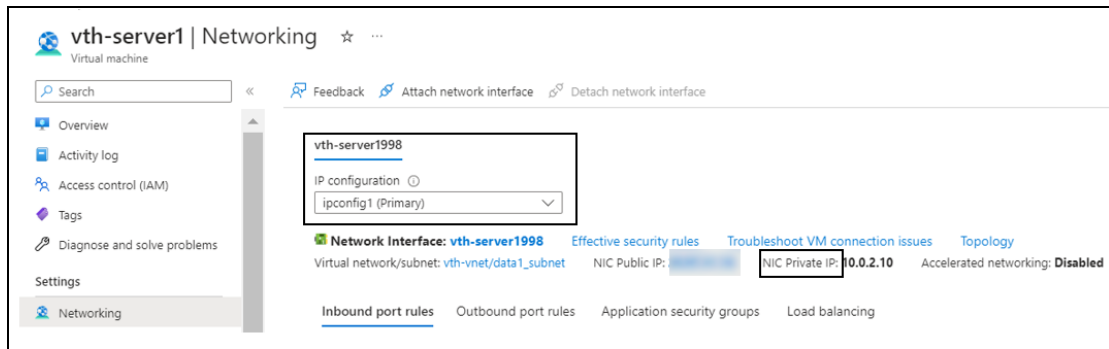 vth-server1 | Networking ☆ ...
Virtual machine
Search
«
Feedback Attach network interface Detach network interface
Overview
Activity log
Access control (IAM)
Tags
Diagnose and solve problems
Settings
Networking
vth-server1998
IP configuration
ipconfig1 (Primary)
Network Interface: vth-server1998 Effective security rules Troubleshoot VM connection issues Topology
Virtual network/subnet: vth-vnet/data1_subnet NIC Public IP: NIC Private IP: 10.0.2.10 Accelerated networking: Disabled
Inbound port rules Outbound port rules Application security groups Load balancing